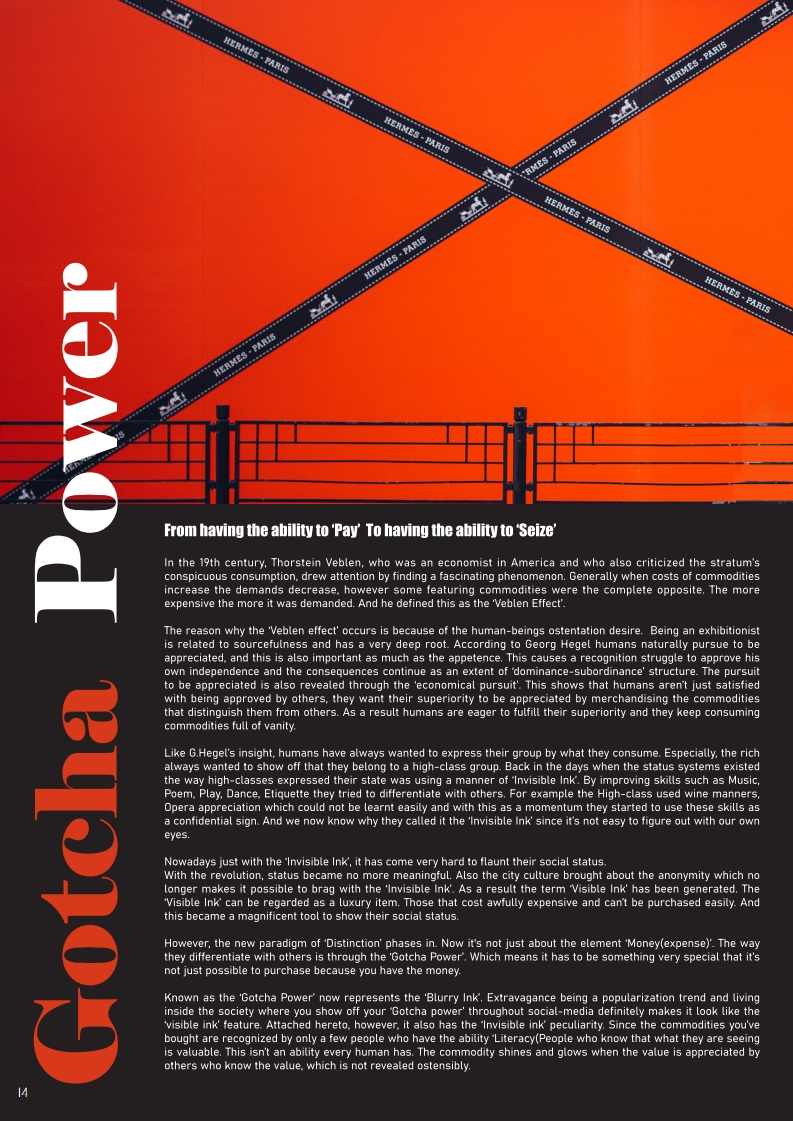 HERMÈS - PARIS
HERMÈS - PARIS
HERMÈS - PARIS
HERMÈS - PARIS
HERMÈS - PARIS
RMÈS - PARIS
HERMÈS - PARIS
HERMÈS - PARIS
Gotcha Power
From having the ability to ‘Pay’ To having the ability to ‘Seize’
In the 19th century, Thorstein Veblen, who was an economist in America and who also criticized the stratum’s
conspicuous consumption, drew attention by finding a fascinating phenomenon. Generally when costs of commodities
increase the demands decrease, however some featuring commodities were the complete opposite. The more
expensive the more it was demanded. And he defined this as the ‘Veblen Effect’.
The reason why the ‘Veblen effect’ occurs is because of the human-beings ostentation desire. Being an exhibitionist
is related to sourcefulness and has a very deep root. According to Georg Hegel humans naturally pursue to be
appreciated, and this is also important as much as the appetence. This causes a recognition struggle to approve his
own independence and the consequences continue as an extent of ‘dominance-subordinance’ structure. The pursuit
to be appreciated is also revealed through the ‘economical pursuit’. This shows that humans aren’t just satisfied
with being approved by others, they want their superiority to be appreciated by merchandising the commodities
that distinguish them from others. As a result humans are eager to fulfill their superiority and they keep consuming
commodities full of vanity.
Like G.Hegel’s insight, humans have always wanted to express their group by what they consume. Especially, the rich
always wanted to show off that they belong to a high-class group. Back in the days when the status systems existed
the way high-classes expressed their state was using a manner of ‘Invisible Ink’. By improving skills such as Music,
Poem, Play, Dance, Etiquette they tried to differentiate with others. For example the High-class used wine manners,
Opera appreciation which could not be learnt easily and with this as a momentum they started to use these skills as
a confidential sign. And we now know why they called it the ‘Invisible Ink’ since it’s not easy to figure out with our own
eyes.
Nowadays just with the ‘Invisible Ink’, it has come very hard to flaunt their social status.
With the revolution, status became no more meaningful. Also the city culture brought about the anonymity which no
longer makes it possible to brag with the ‘Invisible Ink’. As a result the term ‘Visible Ink’ has been generated. The
‘Visible Ink’ can be regarded as a luxury item. Those that cost awfully expensive and can’t be purchased easily. And
this became a magnificent tool to show their social status.
However, the new paradigm of ‘Distinction’ phases in. Now it’s not just about the element ‘Money(expense)’. The way
they differentiate with others is through the ‘Gotcha Power’. Which means it has to be something very special that it’s
not just possible to purchase because you have the money.
Known as the ‘Gotcha Power’ now represents the ‘Blurry Ink’. Extravagance being a popularization trend and living
inside the society where you show off your ‘Gotcha power’ throughout social-media definitely makes it look like the
‘visible ink’ feature. Attached hereto, however, it also has the ‘Invisible ink’ peculiarity. Since the commodities you’ve
bought are recognized by only a few people who have the ability ‘Literacy(People who know that what they are seeing
is valuable. This isn’t an ability every human has. The commodity shines and glows when the value is appreciated by
others who know the value, which is not revealed ostensibly.
14